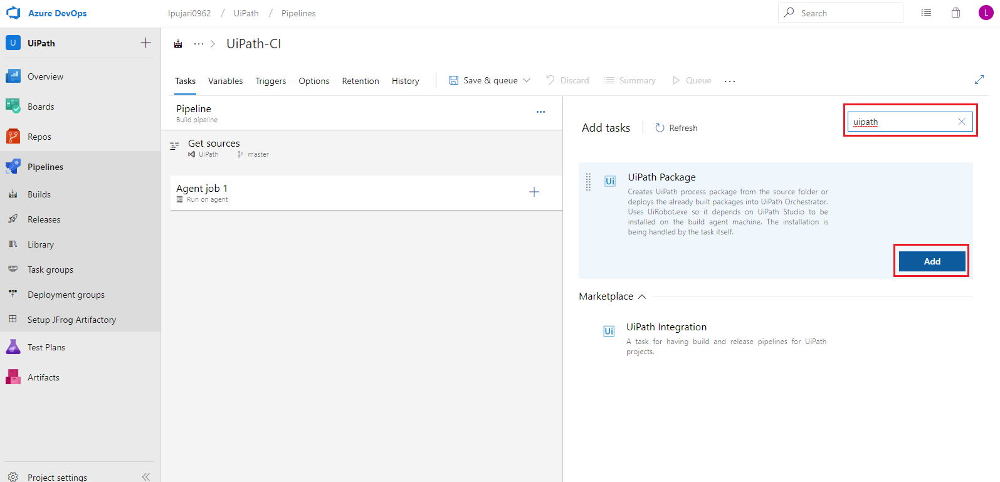 Azure DevOps
lpujari0962 / UiPath / Pipelines
Search
L
U UiPath
UiPath-CI
Overview
Boards
Repos
Pipelines
Builds
Releases
Library
Task groups
Deployment groups
Setup JFrog Artifactory
Test Plans
Artifacts
Project settings
Tasks Variables Triggers Options Retention History Save & queue Discard Summary Queue
Pipeline
Build pipeline
Get sources
UiPath master
Agent job 1
Run on agent
Add tasks Refresh
uipath
Ui UiPath Package
Creates UiPath process package from the source folder or
deploys the already built packages into UiPath Orchestrator.
Uses UiRobot.exe so it depends on UiPath Studio to be
installed on the build agent machine. The installation is
being handled by the task itself.
Add
Marketplace
Ui UiPath Integration
A task for having build and release pipelines for UiPath
projects.